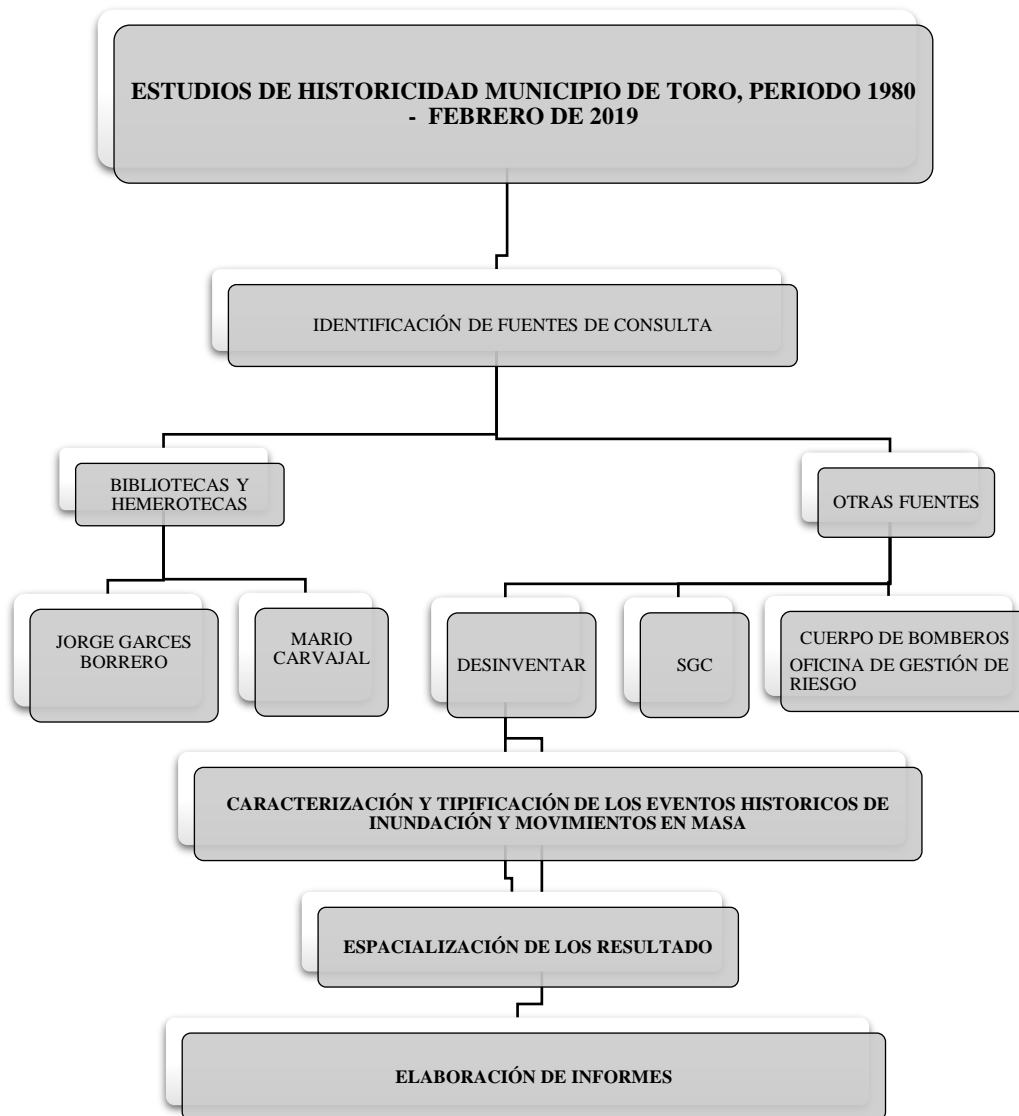 ESTUDIOS DE HISTORICIDAD MUNICIPIO DE TORO, PERIODO 1980
- FEBRERO DE 2019
IDENTIFICACIÓN DE FUENTES DE CONSULTA
BIBLIOTECAS Y
HEMEROTECAS
OTRAS FUENTES
JORGE GARCES
BORRERO
MARIO
CARVAJAL
DESINVENTAR
SGC
CUERPO DE BOMBEROS
OFICINA DE GESTIÓN DE
RIESGO
CARACTERIZACIÓN Y TIPIFICACIÓN DE LOS EVENTOS HISTORICOS DE
INUNDACIÓN Y MOVIMIENTOS EN MASA
ESPACIALIZACIÓN DE LOS RESULTADO
ELABORACIÓN DE INFORMES